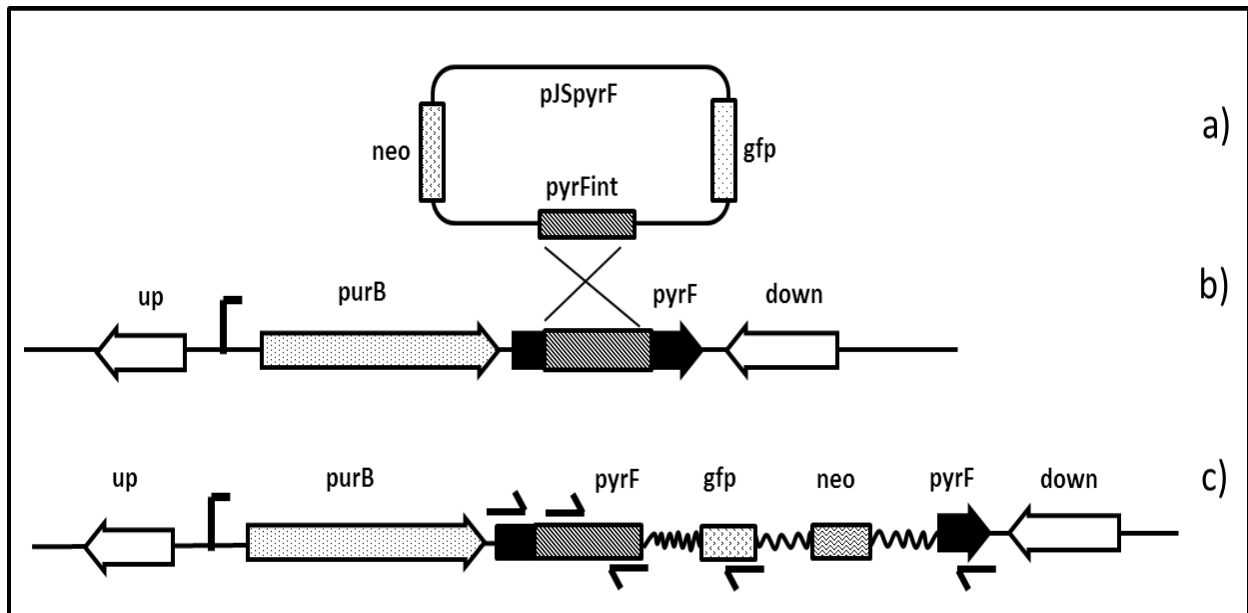 pJSpyrF
a)
neo
gfp
pyrFint
b)
up
purB
pyrF
down
c)
up
purB
pyrF
gfp
neo
pyrF
down